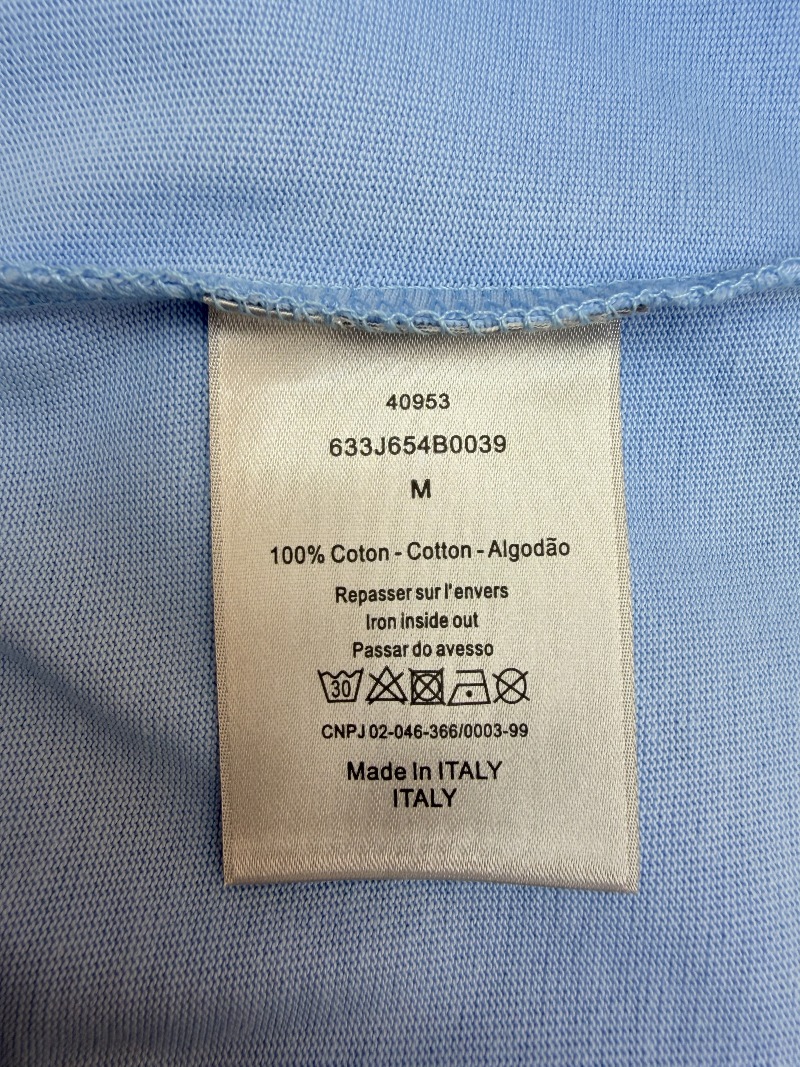 40953
633J654B0039
M
100% Coton - Cotton - Algodão
Repasser sur l'envers
Iron inside out
Passar do avesso
30
CNPJ 02-046-366/0003-99
Made In ITALY
ITALY